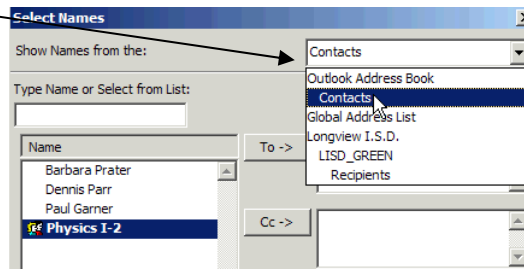 Select Names
Show Names from the:
Contacts
Outlook Address Book
Contacts
Global Address List
Longview I.S.D.
LISD_GREEN
Recipients
Type Name or Select from List:
Name
To ->
Barbara Prater
Dennis Parr
Paul Garner
Physics I-2
Cc ->